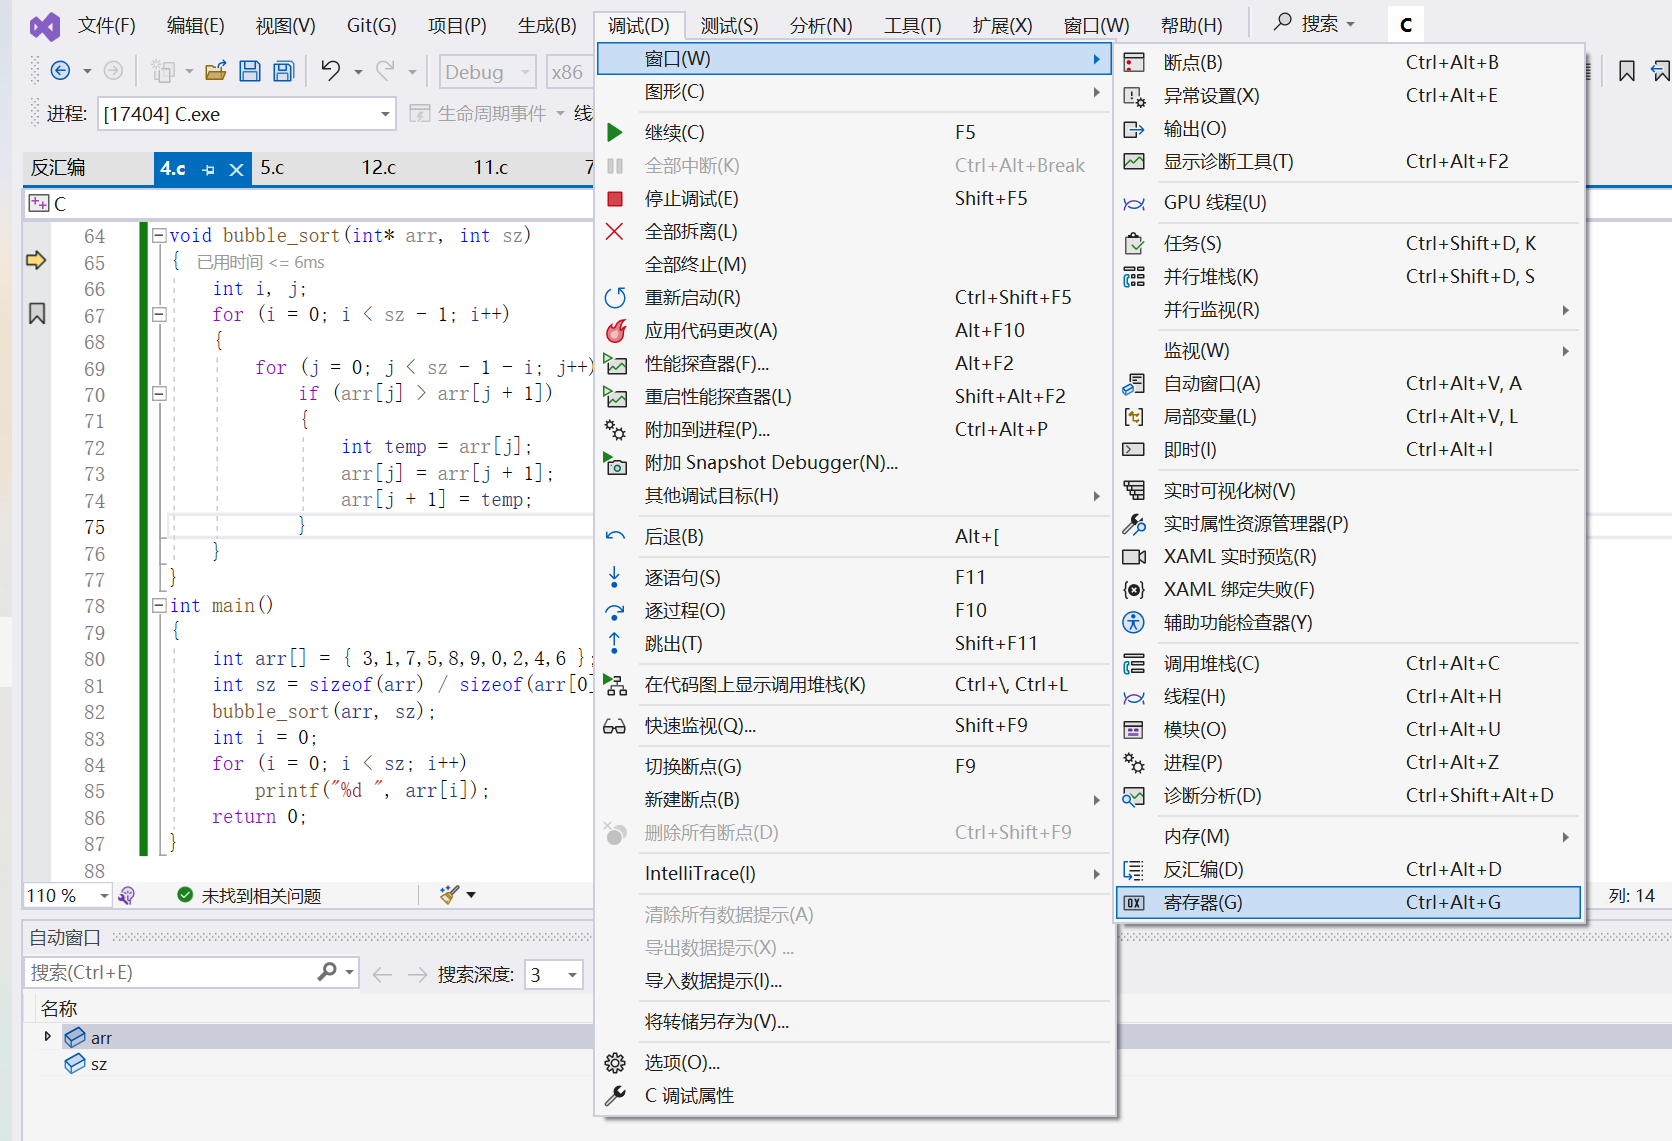 文件(F) 编辑(E) 视图(V) Git(G) 项目(P) 生成(B) 调试(D) 测试(S) 分析(N) 工具(T) 扩展(X) 窗口(W) 帮助(H) 搜索 C
Debug x86
进程: [17404] C.exe 生命周期事件
反汇编 4.c 5.c 12.c 11.c
C
64 void bubble_sort(int* arr, int sz)
65 { 已用时间 <= 6ms
66 int i, j;
67 for (i = 0; i < sz - 1; i++)
68 {
69 for (j = 0; j < sz - 1 - i; j++)
70 if (arr[j] > arr[j + 1])
71 {
72 int temp = arr[j];
73 arr[j] = arr[j + 1];
74 arr[j + 1] = temp;
75 }
76 }
77 }
78 int main()
79 {
80 int arr[] = { 3,1,7,5,8,9,0,2,4,6 };
81 int sz = sizeof(arr) / sizeof(arr[0]
82 bubble_sort(arr, sz);
83 int i = 0;
84 for (i = 0; i < sz; i++)
85 printf("%d ", arr[i]);
86 return 0;
87 }
88
110 % 未找到相关问题
列: 14
自动窗口
搜索(Ctrl+E) 搜索深度: 3
名称
arr
sz
窗口(W)
图形(C)
继续(C) F5
全部中断(K) Ctrl+Alt+Break
停止调试(E) Shift+F5
全部拆离(L)
全部终止(M)
重新启动(R) Ctrl+Shift+F5
应用代码更改(A) Alt+F10
性能探查器(F)... Alt+F2
重启性能探查器(L) Shift+Alt+F2
附加到进程(P)... Ctrl+Alt+P
附加 Snapshot Debugger(N)...
其他调试目标(H)
后退(B) Alt+[
逐语句(S) F11
逐过程(O) F10
跳出(T) Shift+F11
在代码图上显示调用堆栈(K) Ctrl+\, Ctrl+L
快速监视(Q)... Shift+F9
切换断点(G) F9
新建断点(B)
删除所有断点(D) Ctrl+Shift+F9
IntelliTrace(I)
清除所有数据提示(A)
导出数据提示(X) ...
导入数据提示(I)...
将转储另存为(V)...
选项(O)...
C 调试属性
断点(B) Ctrl+Alt+B
异常设置(X) Ctrl+Alt+E
输出(O)
显示诊断工具(T) Ctrl+Alt+F2
GPU 线程(U)
任务(S) Ctrl+Shift+D, K
并行堆栈(K) Ctrl+Shift+D, S
并行监视(R)
监视(W)
自动窗口(A) Ctrl+Alt+V, A
局部变量(L) Ctrl+Alt+V, L
即时(I) Ctrl+Alt+I
实时可视化树(V)
实时属性资源管理器(P)
XAML 实时预览(R)
XAML 绑定失败(F)
辅助功能检查器(Y)
调用堆栈(C) Ctrl+Alt+C
线程(H) Ctrl+Alt+H
模块(O) Ctrl+Alt+U
进程(P) Ctrl+Alt+Z
诊断分析(D) Ctrl+Shift+Alt+D
内存(M)
反汇编(D) Ctrl+Alt+D
寄存器(G) Ctrl+Alt+G